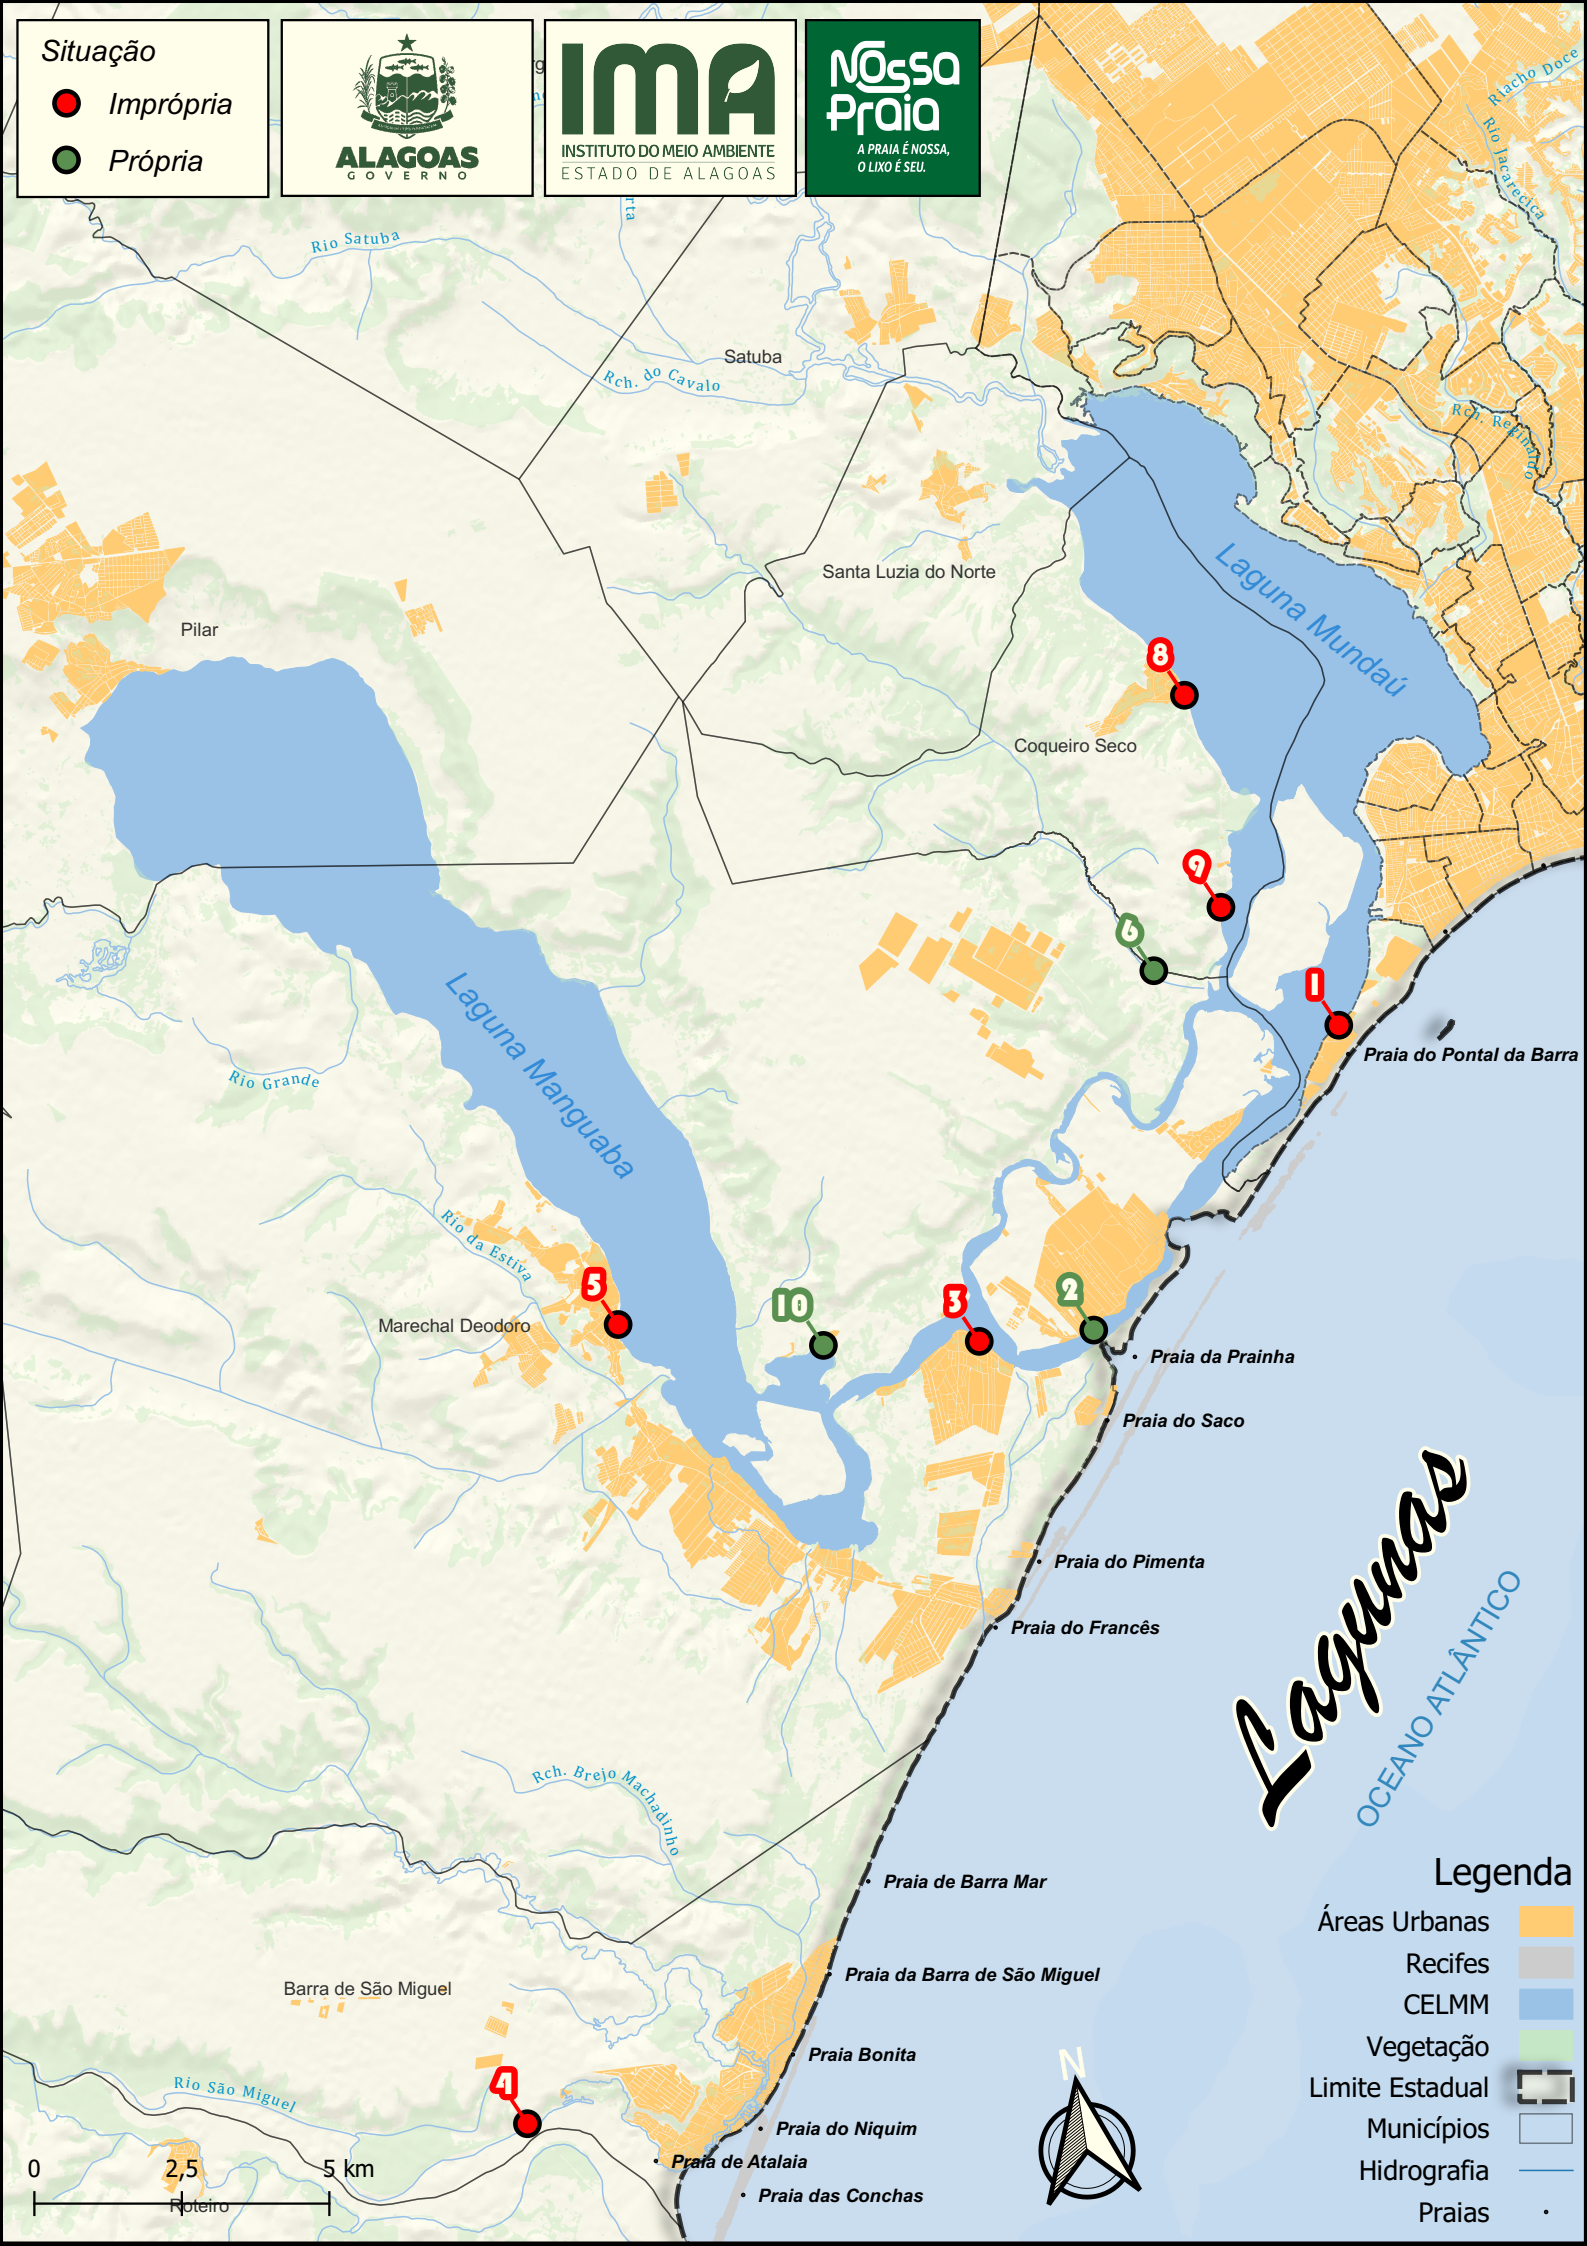 Situação
Imprópria
Própria
ALAGOAS
GOVERNO
IMA
INSTITUTO DO MEIO AMBIENTE
ESTADO DE ALAGOAS
Nossa
Praia
A PRAIA É NOSSA,
O LIXO É SEU.
Riacho Doce
Rio Jacarecica
Rio Satuba
Satuba
Rch. do Cavalo
Rch. Reginaldo
Santa Luzia do Norte
Laguna Mundaú
Pilar
8
Coqueiro Seco
9
6
1
Laguna Manguaba
Praia do Pontal da Barra
Rio Grande
Rio da Estiva
5
10
3
2
Marechal Deodoro
Praia da Prainha
Praia do Saco
Praia do Pimenta
Praia do Francês
Lagunas
OCEANO ATLÂNTICO
Rch. Brejo Machadinho
Praia de Barra Mar
Praia da Barra de São Miguel
Barra de São Miguel
Praia Bonita
Rio São Miguel
4
Praia do Niquim
Praia de Atalaia
Praia das Conchas
0 2,5 5 km
Roteiro
N
Legenda
Áreas Urbanas
Recifes
CELMM
Vegetação
Limite Estadual
Municípios
Hidrografia
Praias